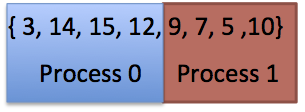 { 3, 14, 15, 12, 9, 7, 5 ,10}
Process 0 Process 1